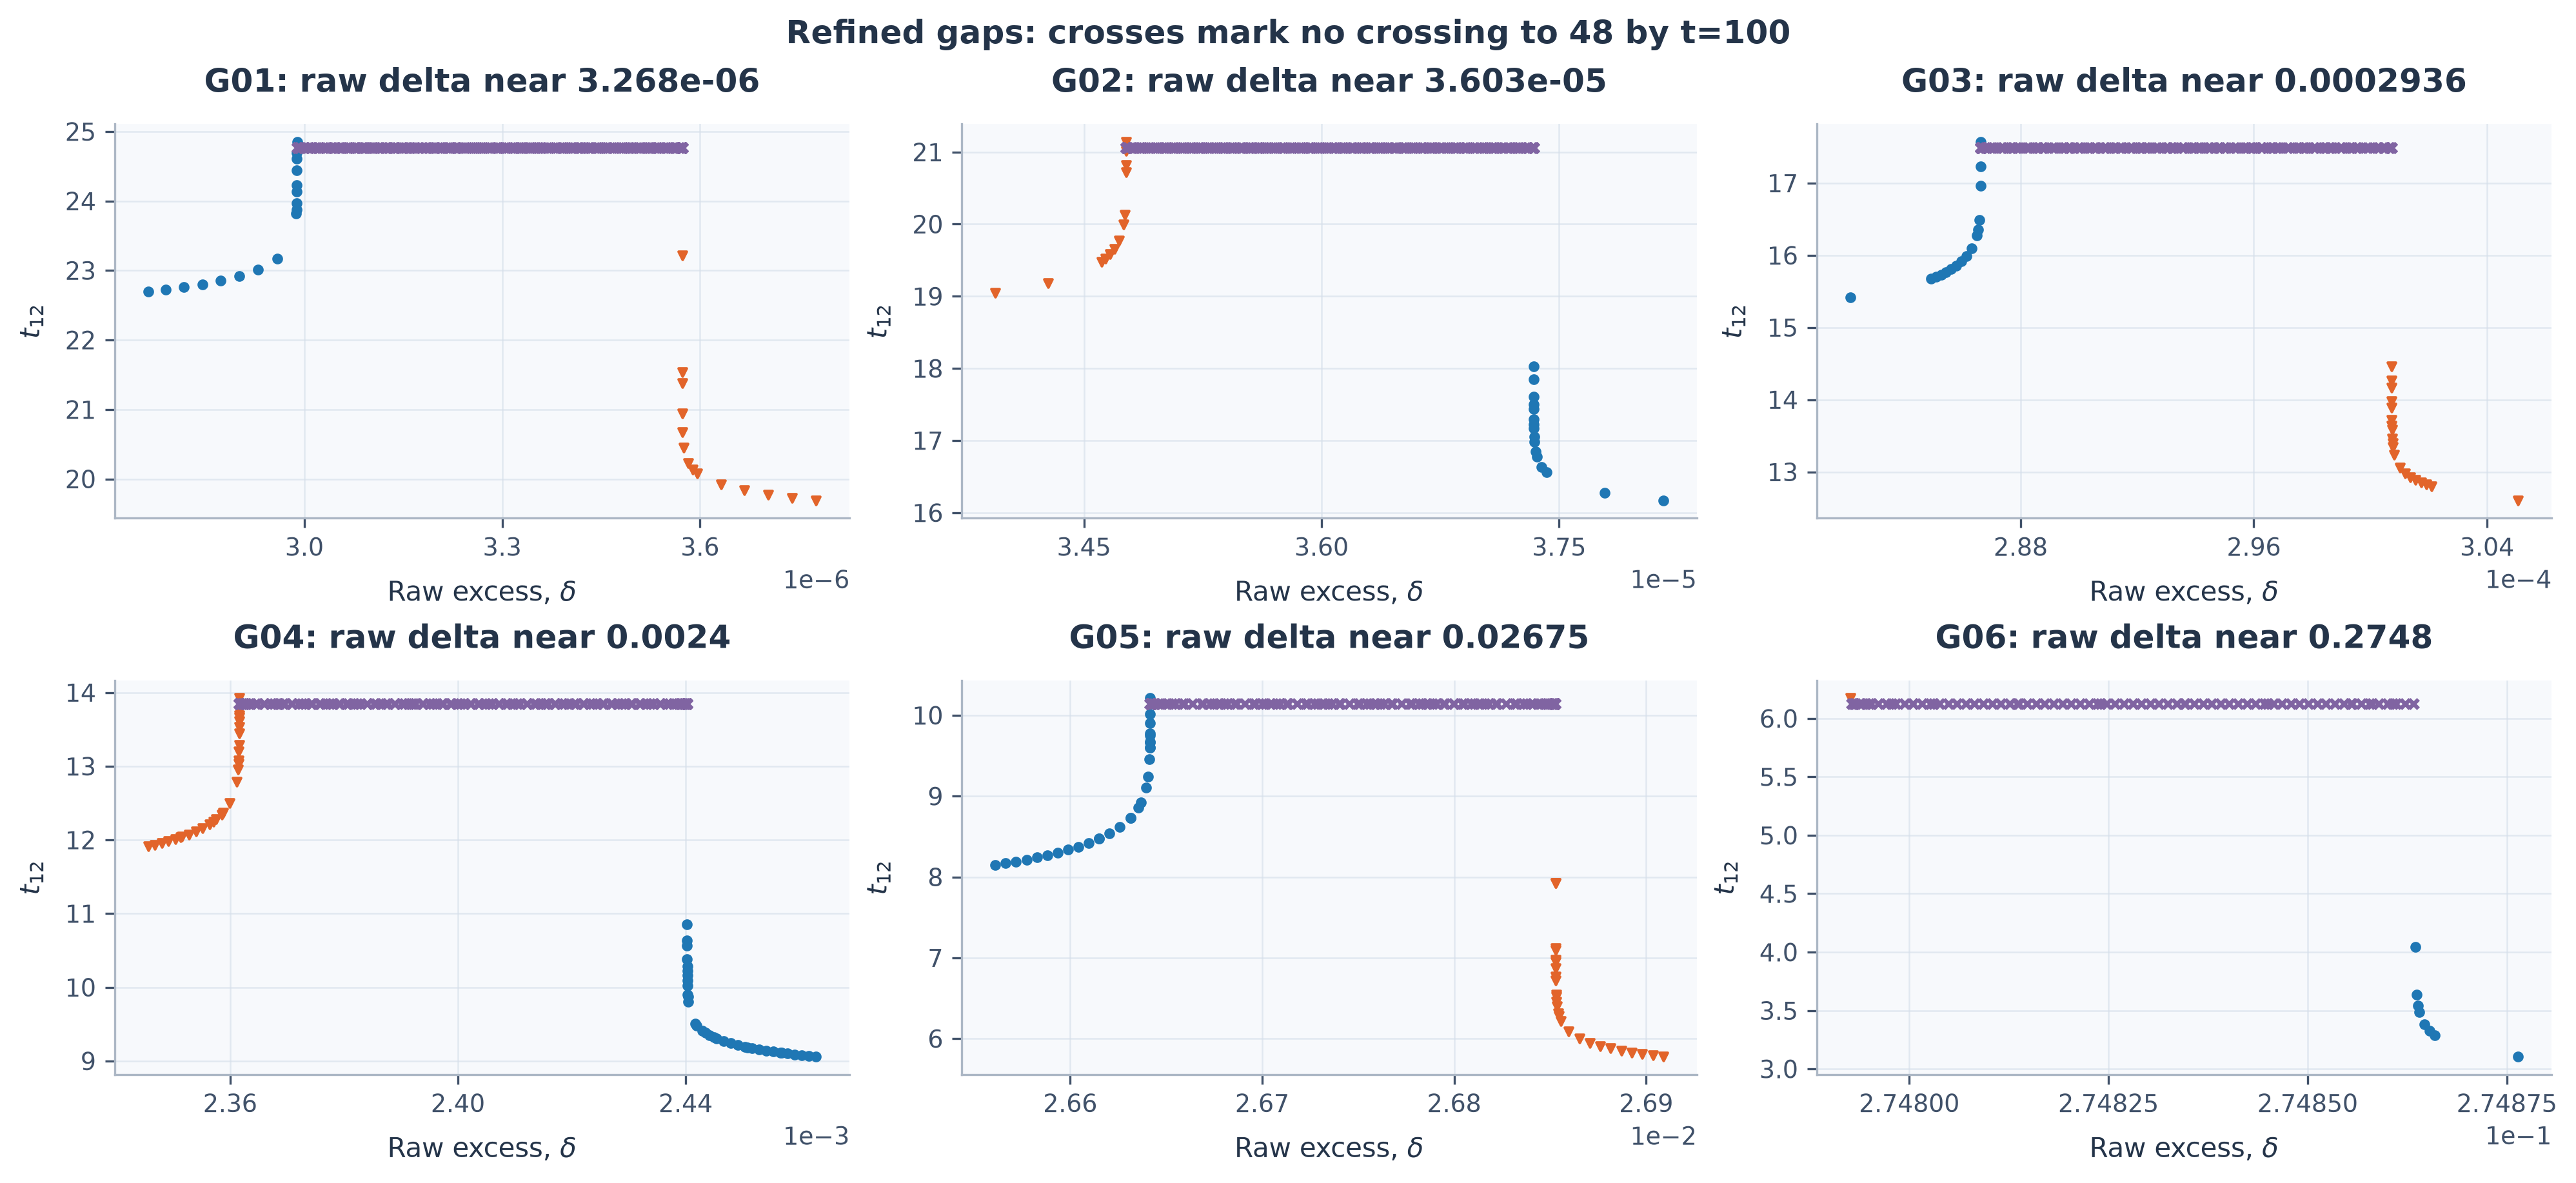 Refined gaps: crosses mark no crossing to 48 by t=100
G01: raw delta near 3.268e-06
25
24
23
22
21
20
t12
3.0 3.3 3.6
1e−6
Raw excess, δ
G02: raw delta near 3.603e-05
21
20
19
18
17
16
t12
3.45 3.60 3.75
1e−5
Raw excess, δ
G03: raw delta near 0.0002936
17
16
15
14
13
t12
2.88 2.96 3.04
1e−4
Raw excess, δ
G04: raw delta near 0.0024
14
13
12
11
10
9
t12
2.36 2.40 2.44
1e−3
Raw excess, δ
G05: raw delta near 0.02675
10
9
8
7
6
t12
2.66 2.67 2.68 2.69
1e−2
Raw excess, δ
G06: raw delta near 0.2748
6.0
5.5
5.0
4.5
4.0
3.5
3.0
t12
2.74800 2.74825 2.74850 2.74875
1e−1
Raw excess, δ